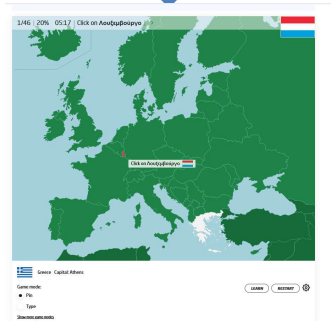 1/46 20% 05:17 Click on Λουξεμβούργο
Click on Λουξεμβούργο
Greece Capital: Athens
Game mode:
Pin
Type
Show more game modes
LEARN
RESTART